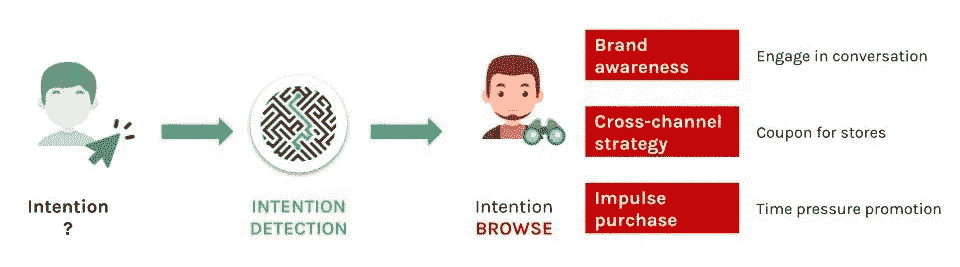 Intention
?
INTENTION
DETECTION
Intention
BROWSE
Brand
awareness
Engage in conversation
Cross-channel
strategy
Coupon for stores
Impulse
purchase
Time pressure promotion